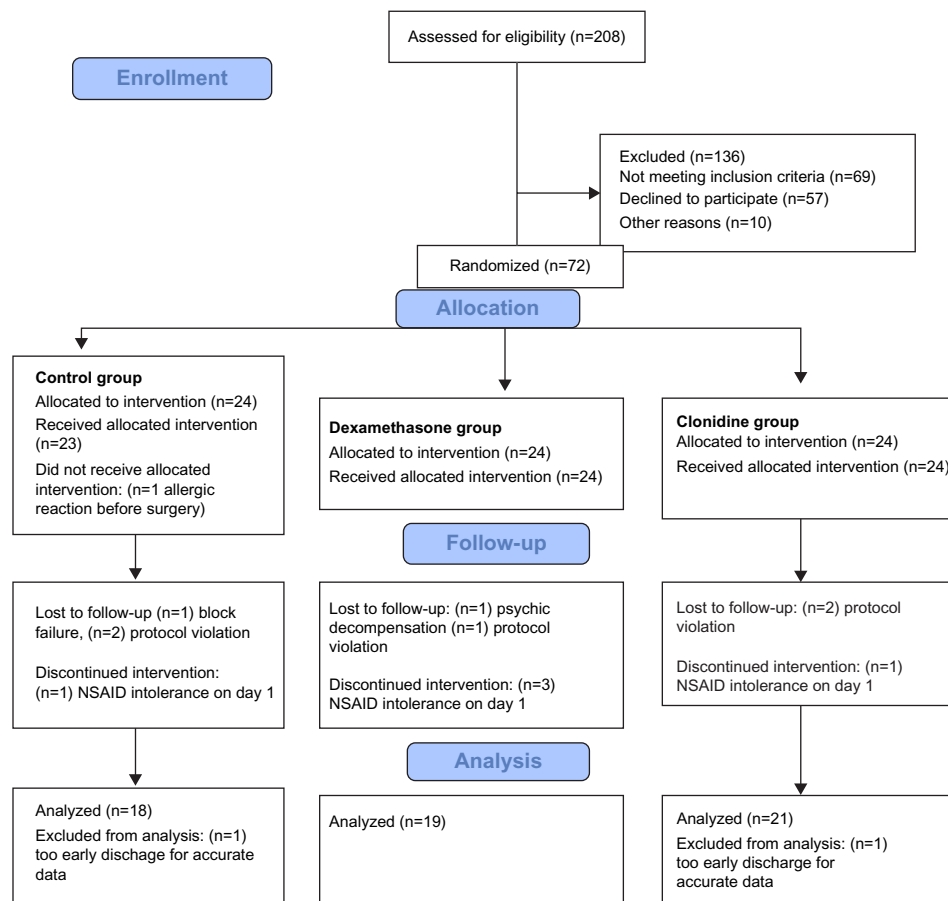 Assessed for eligibility (n=208)
Enrollment
Excluded (n=136)
Not meeting inclusion criteria (n=69)
Declined to participate (n=57)
Other reasons (n=10)
Randomized (n=72)
Allocation
Control group
Allocated to intervention (n=24)
Received allocated intervention
(n=23)
Did not receive allocated
intervention: (n=1 allergic
reaction before surgery)
Dexamethasone group
Allocated to intervention (n=24)
Received allocated intervention (n=24)
Clonidine group
Allocated to intervention (n=24)
Received allocated intervention (n=24)
Follow-up
Lost to follow-up (n=1) block
failure, (n=2) protocol violation
Discontinued intervention:
(n=1) NSAID intolerance on day 1
Lost to follow-up: (n=1) psychic
decompensation (n=1) protocol
violation
Discontinued intervention: (n=3)
NSAID intolerance on day 1
Lost to follow-up: (n=2) protocol
violation
Discontinued intervention: (n=1)
NSAID intolerance on day 1
Analysis
Analyzed (n=18)
Excluded from analysis: (n=1)
too early dischage for accurate
data
Analyzed (n=19)
Analyzed (n=21)
Excluded from analysis: (n=1)
too early discharge for
accurate data